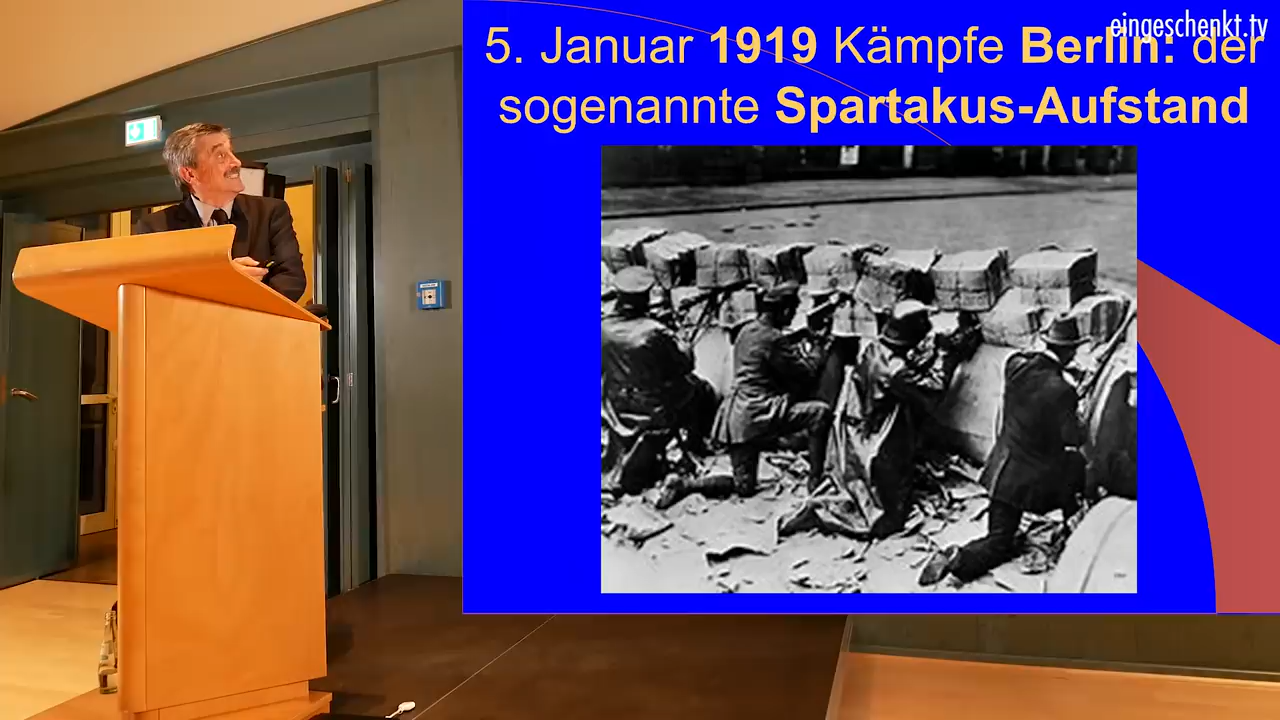 eingeschenkt.tv
5. Januar 1919 Kämpfe Berlin: der
sogenannte Spartakus-Aufstand